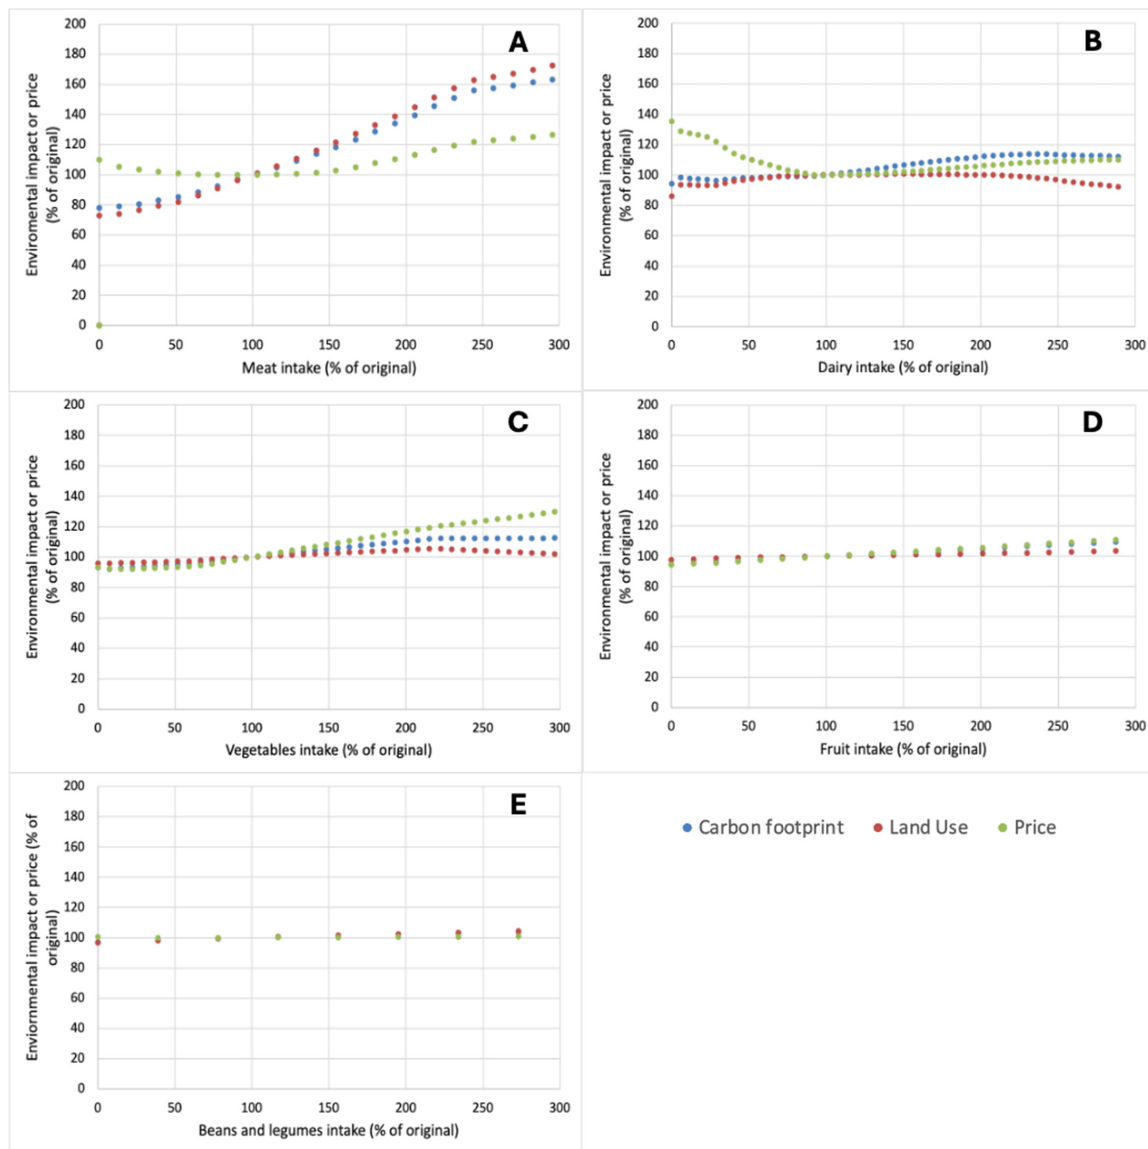 A
Enviromental impact or price
(% of original)
200
180
160
140
120
100
80
60
40
20
0
0 50 100 150 200 250 300
Meat intake (% of original)
B
Environmental impact or price
(% of original)
200
180
160
140
120
100
80
60
40
20
0
0 50 100 150 200 250 300
Dairy intake (% of original)
C
Environmental impact or price
(% of original)
200
180
160
140
120
100
80
60
40
20
0
0 50 100 150 200 250 300
Vegetables intake (% of original)
D
Environmental impact or price
(% of original)
200
180
160
140
120
100
80
60
40
20
0
0 50 100 150 200 250 300
Fruit intake (% of original)
E
Enviornmental impact or price (% of
original)
200
180
160
140
120
100
80
60
40
20
0
0 50 100 150 200 250 300
Beans and legumes intake (% of original)
Carbon footprint Land Use Price